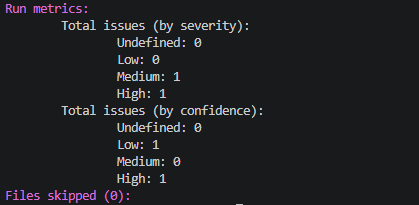 Run metrics:
Total issues (by severity):
Undefined: 0
Low: 0
Medium: 1
High: 1
Total issues (by confidence):
Undefined: 0
Low: 1
Medium: 0
High: 1
Files skipped (0):